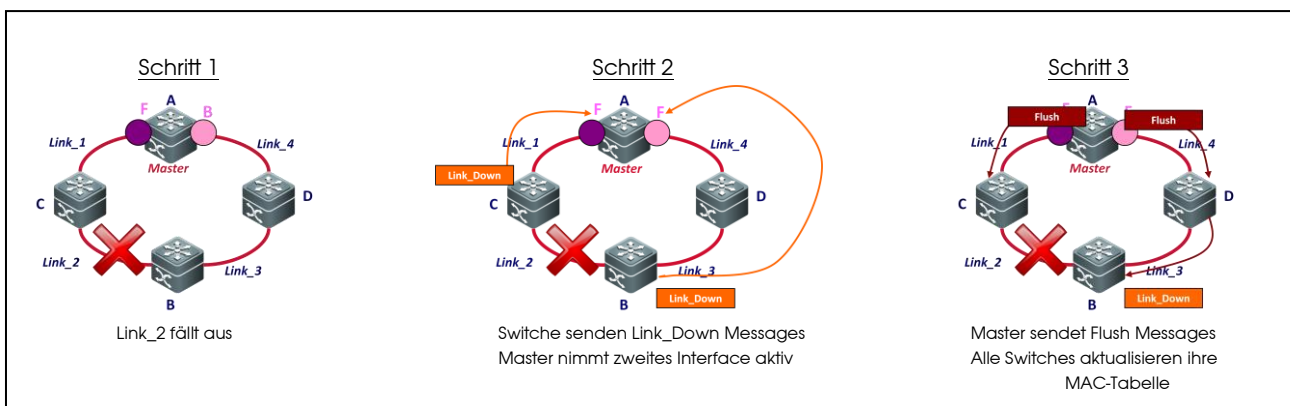 Schritt 1
F
A
B
Link_1
Link_4
Master
C
D
Link_2
Link_3
B
Link_2 fällt aus
Schritt 2
F
A
F
Link_1
Link_4
Master
Link_Down
C
D
Link_2
Link_3
B
Link_Down
Switche senden Link_Down Messages
Master nimmt zweites Interface aktiv
Schritt 3
A
Flush
Flush
Link_1
Link_4
Master
C
D
Link_2
Link_3
B
Link_Down
Master sendet Flush Messages
Alle Switches aktualisieren ihre
MAC-Tabelle